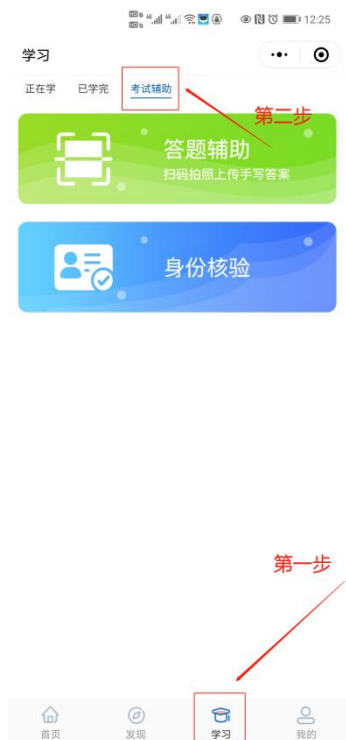 12:25
学习
正在学 已学完 考试辅助
第二步
答题辅助
扫码拍照上传手写答案
身份核验
第一步
首页 发现 学习 我的